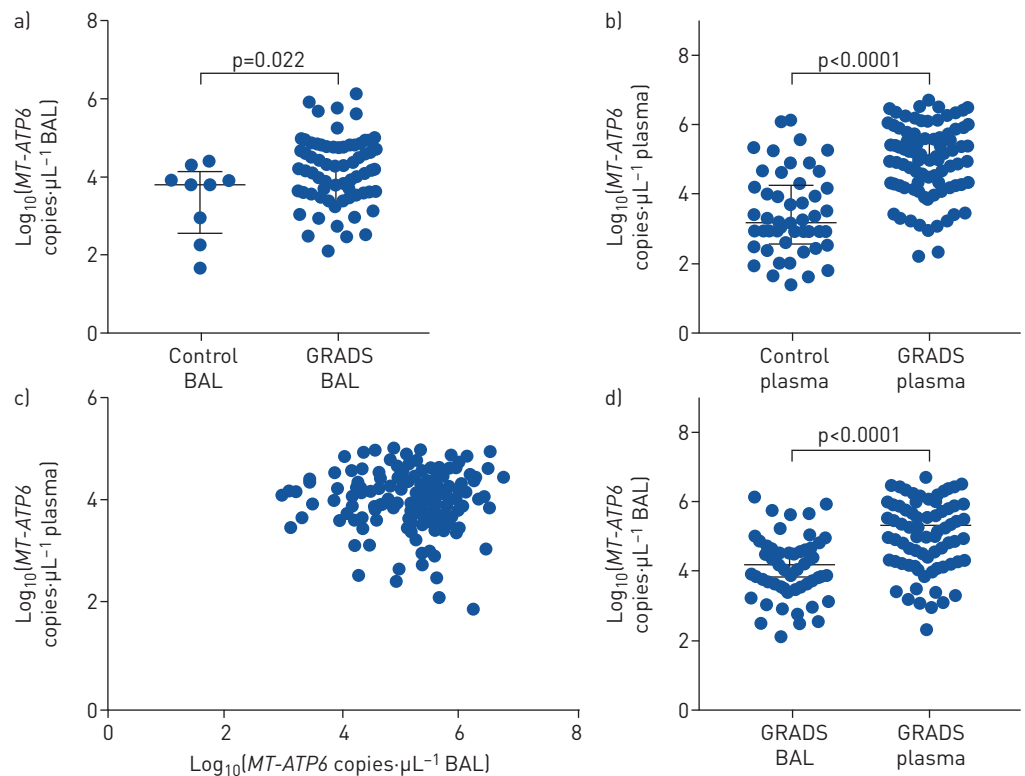 a)
8
6
4
2
0
Log₁₀(MT-ATP6
copies·µL⁻¹ BAL)
p=0.022
Control
BAL
GRADS
BAL
b)
8
6
4
2
0
Log₁₀(MT-ATP6
copies·µL⁻¹ plasma)
p<0.0001
Control
plasma
GRADS
plasma
c)
6
4
2
0
Log₁₀(MT-ATP6
copies·µL⁻¹ plasma)
0 2 4 6 8
Log₁₀(MT-ATP6 copies·µL⁻¹ BAL)
d)
8
6
4
2
0
Log₁₀(MT-ATP6
copies·µL⁻¹ BAL)
p<0.0001
GRADS
BAL
GRADS
plasma